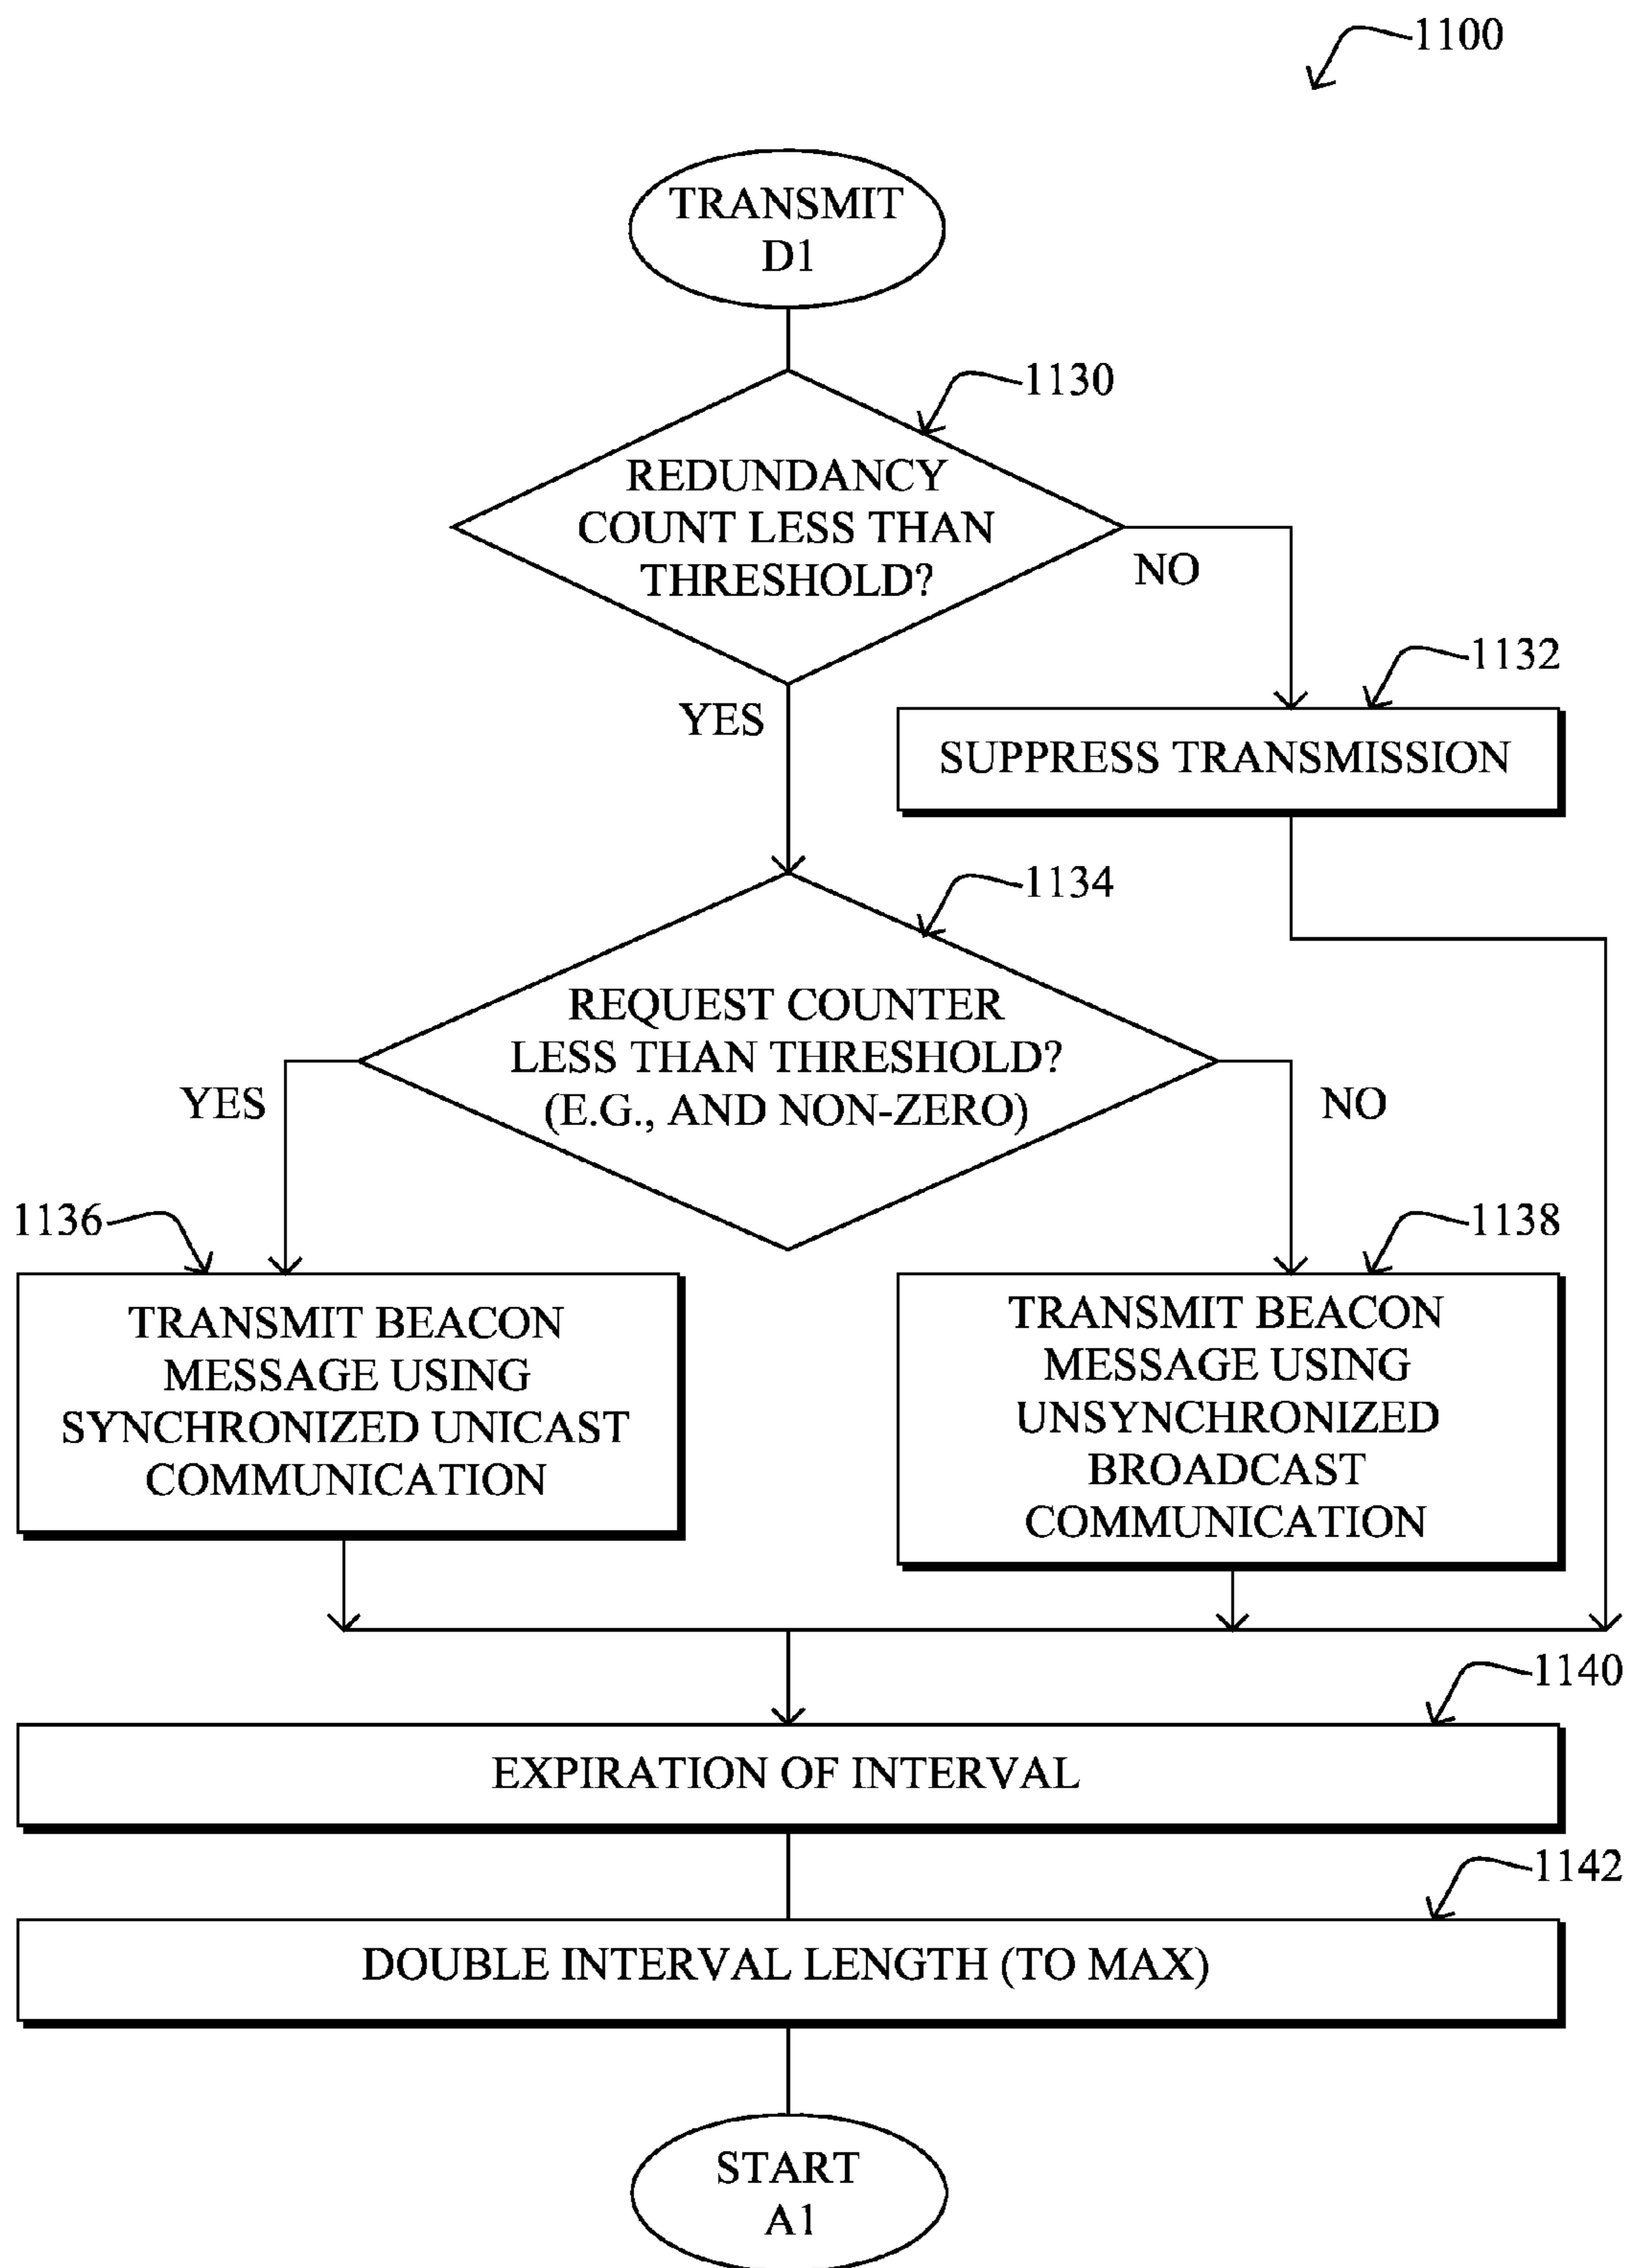 1100
TRANSMIT
D1
1130
REDUNDANCY
COUNT LESS THAN
THRESHOLD?
NO
1132
YES
SUPPRESS TRANSMISSION
1134
REQUEST COUNTER
LESS THAN THRESHOLD?
(E.G., AND NON-ZERO)
YES
NO
1136
1138
TRANSMIT BEACON
MESSAGE USING
SYNCHRONIZED UNICAST
COMMUNICATION
TRANSMIT BEACON
MESSAGE USING
UNSYNCHRONIZED
BROADCAST
COMMUNICATION
1140
EXPIRATION OF INTERVAL
1142
DOUBLE INTERVAL LENGTH (TO MAX)
START
A1